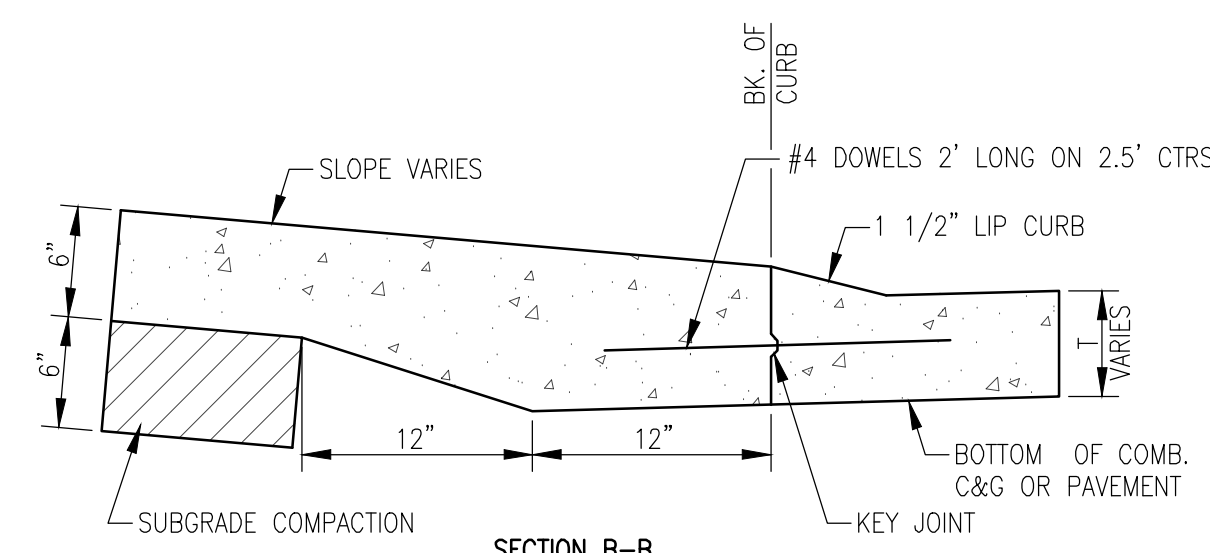 BK. OF
CURB
#4 DOWELS 2' LONG ON 2.5' CTRS
SLOPE VARIES
1 1/2" LIP CURB
6"
6"
T
VARIES
12"
12"
BOTTOM OF COMB.
C&G OR PAVEMENT
SUBGRADE COMPACTION
KEY JOINT
SECTION B-B